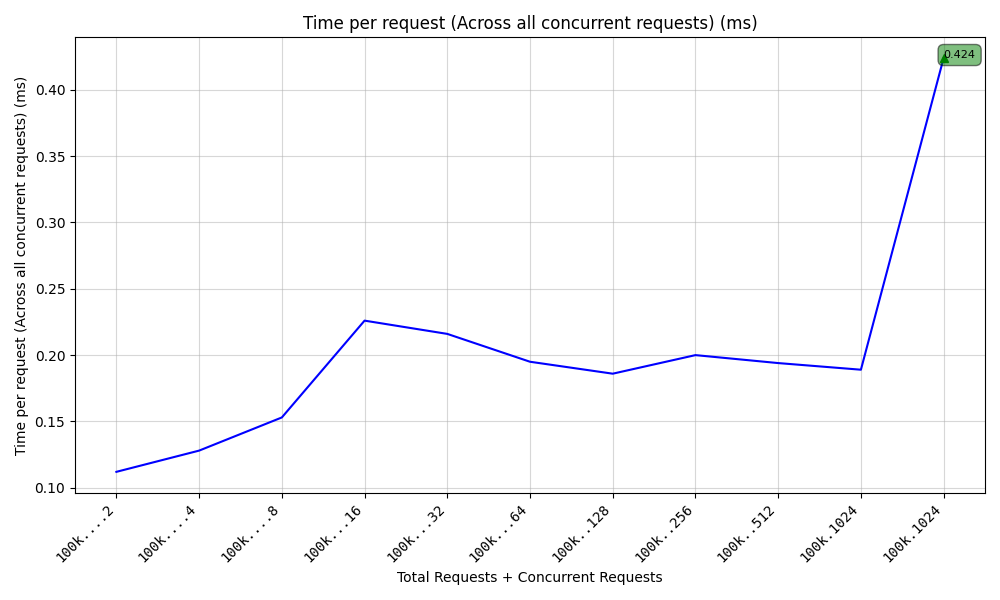 Time per request (Across all concurrent requests) (ms)
0.424
Time per request (Across all concurrent requests) (ms)
0.40
0.35
0.30
0.25
0.20
0.15
0.10
100k....2
100k....4
100k....8
100k...16
100k...32
100k...64
100k..128
100k..256
100k..512
100k.1024
100k.1024
Total Requests + Concurrent Requests